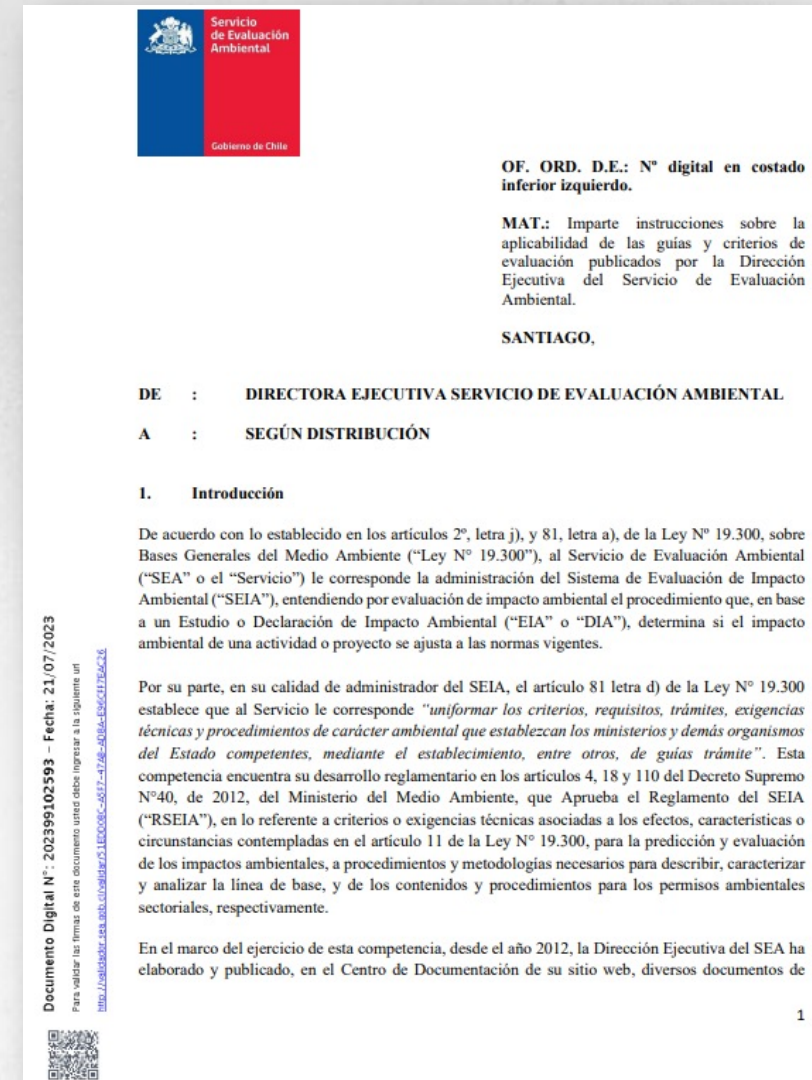 Servicio
de Evaluación
Ambiental
Gobierno de Chile
OF. ORD. D.E.: Nº digital en costado
inferior izquierdo.
MAT.: Imparte instrucciones sobre la
aplicabilidad de las guías y criterios de
evaluación publicados por la Dirección
Ejecutiva del Servicio de Evaluación
Ambiental.
SANTIAGO,
DE : DIRECTORA EJECUTIVA SERVICIO DE EVALUACIÓN AMBIENTAL
A : SEGÚN DISTRIBUCIÓN
1. Introducción
De acuerdo con lo establecido en los artículos 2º, letra j), y 81, letra a), de la Ley Nº 19.300, sobre
Bases Generales del Medio Ambiente (“Ley N° 19.300”), al Servicio de Evaluación Ambiental
(“SEA” o el “Servicio”) le corresponde la administración del Sistema de Evaluación de Impacto
Ambiental (“SEIA”), entendiendo por evaluación de impacto ambiental el procedimiento que, en base
a un Estudio o Declaración de Impacto Ambiental (“EIA” o “DIA”), determina si el impacto
ambiental de una actividad o proyecto se ajusta a las normas vigentes.
Por su parte, en su calidad de administrador del SEIA, el artículo 81 letra d) de la Ley N° 19.300
establece que al Servicio le corresponde “uniformar los criterios, requisitos, trámites, exigencias
técnicas y procedimientos de carácter ambiental que establezcan los ministerios y demás organismos
del Estado competentes, mediante el establecimiento, entre otros, de guías trámite”. Esta
competencia encuentra su desarrollo reglamentario en los artículos 4, 18 y 110 del Decreto Supremo
N°40, de 2012, del Ministerio del Medio Ambiente, que Aprueba el Reglamento del SEIA
(“RSEIA”), en lo referente a criterios o exigencias técnicas asociadas a los efectos, características o
circunstancias contempladas en el artículo 11 de la Ley N° 19.300, para la predicción y evaluación
de los impactos ambientales, a procedimientos y metodologías necesarios para describir, caracterizar
y analizar la línea de base, y de los contenidos y procedimientos para los permisos ambientales
sectoriales, respectivamente.
En el marco del ejercicio de esta competencia, desde el año 2012, la Dirección Ejecutiva del SEA ha
elaborado y publicado, en el Centro de Documentación de su sitio web, diversos documentos de
1
Documento Digital N°: 202399102593 – Fecha: 21/07/2023
Para validar las firmas de este documento usted debe ingresar a la siguiente url